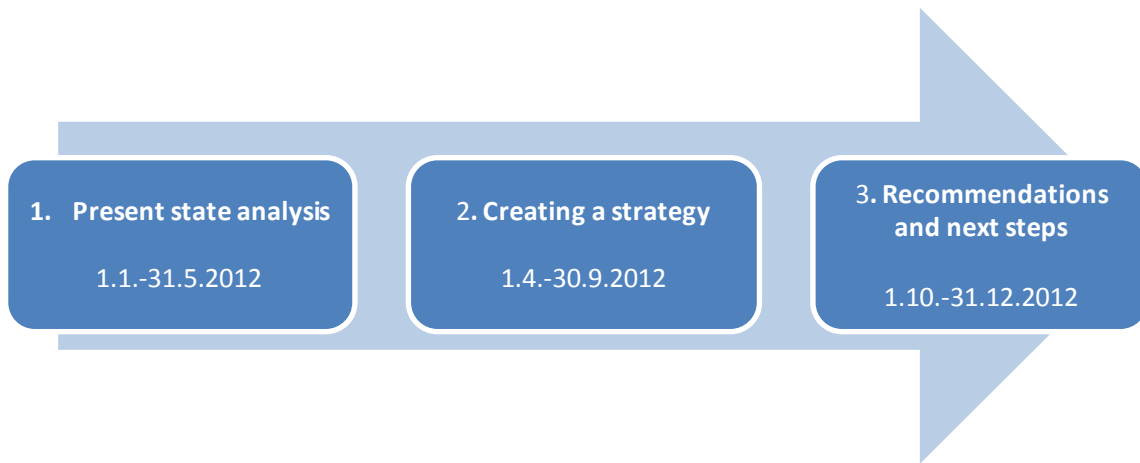 1. Present state analysis
1.1.-31.5.2012
2. Creating a strategy
1.4.-30.9.2012
3. Recommendations
and next steps
1.10.-31.12.2012